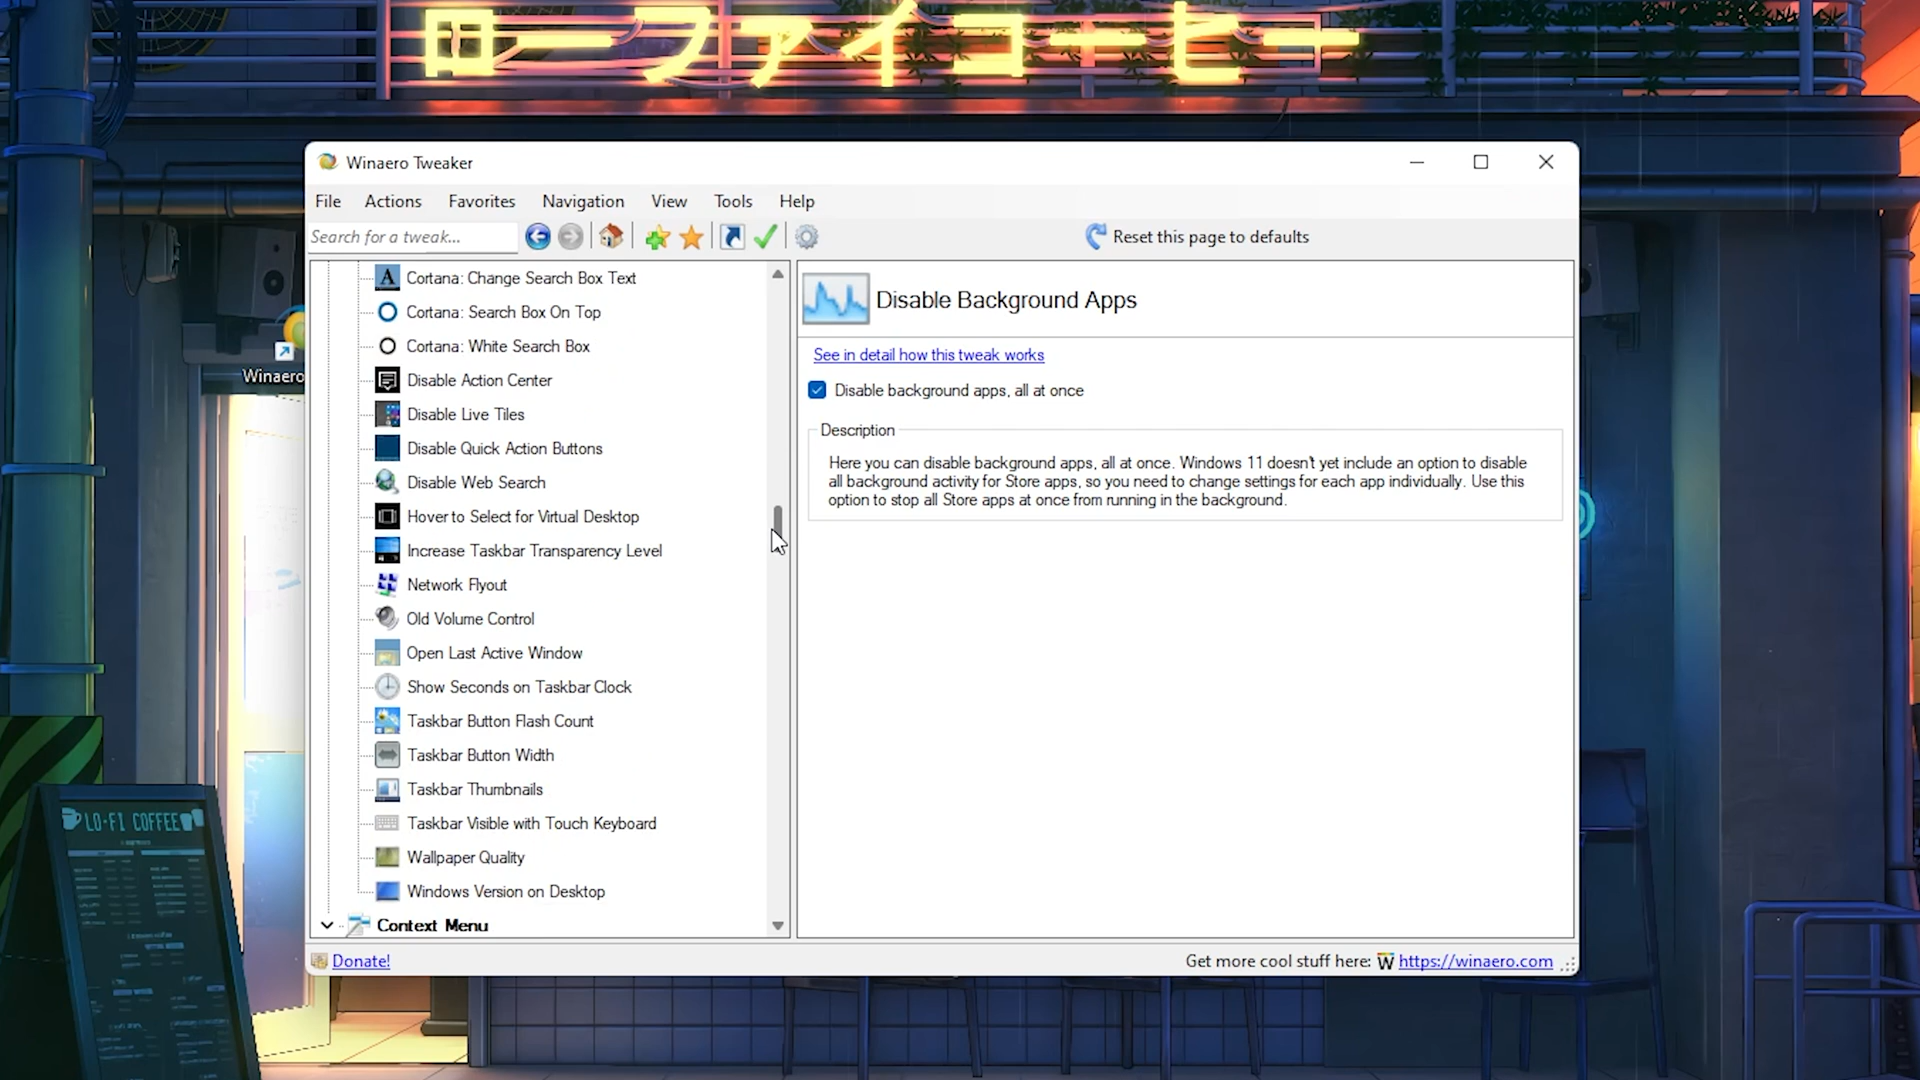 ローファイコーヒー
Winaero Tweaker
File Actions Favorites Navigation View Tools Help
Search for a tweak...
Reset this page to defaults
Cortana: Change Search Box Text
Cortana: Search Box On Top
Cortana: White Search Box
Disable Action Center
Disable Live Tiles
Disable Quick Action Buttons
Disable Web Search
Hover to Select for Virtual Desktop
Increase Taskbar Transparency Level
Network Flyout
Old Volume Control
Open Last Active Window
Show Seconds on Taskbar Clock
Taskbar Button Flash Count
Taskbar Button Width
Taskbar Thumbnails
Taskbar Visible with Touch Keyboard
Wallpaper Quality
Windows Version on Desktop
Context Menu
Disable Background Apps
See in detail how this tweak works
Disable background apps, all at once
Description
Here you can disable background apps, all at once. Windows 11 doesn't yet include an option to disable
all background activity for Store apps, so you need to change settings for each app individually. Use this
option to stop all Store apps at once from running in the background.
Winaero
LO-FI COFFEE
Donate!
Get more cool stuff here: W https://winaero.com